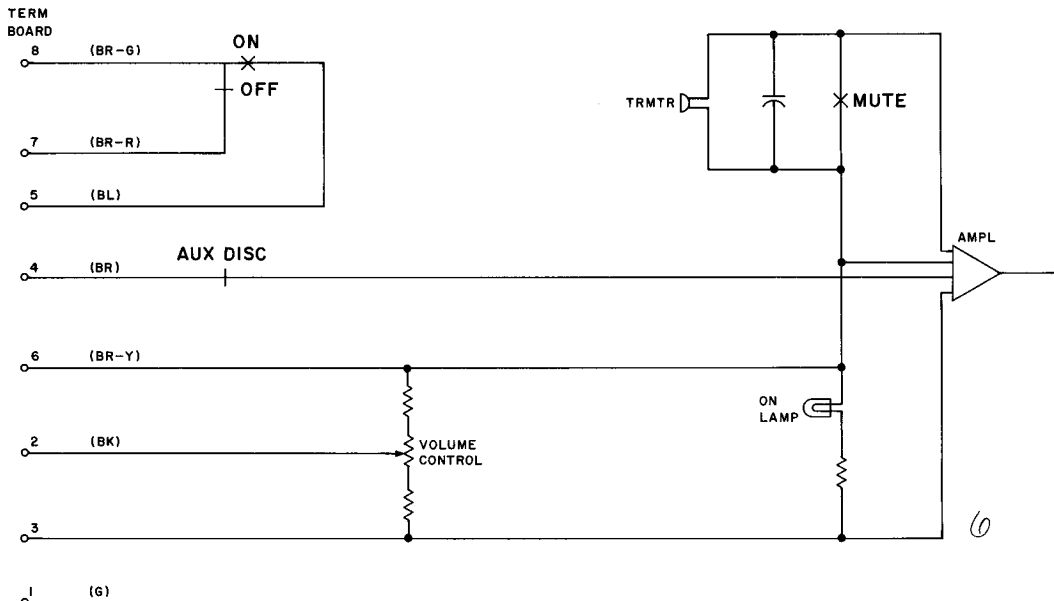 TERM
BOARD
8 (BR-G)
ON
OFF
7 (BR-R)
5 (BL)
4 (BR)
AUX DISC
6 (BR-Y)
2 (BK)
VOLUME
CONTROL
3
1 (G)
TRMTR
MUTE
AMPL
ON
LAMP
6